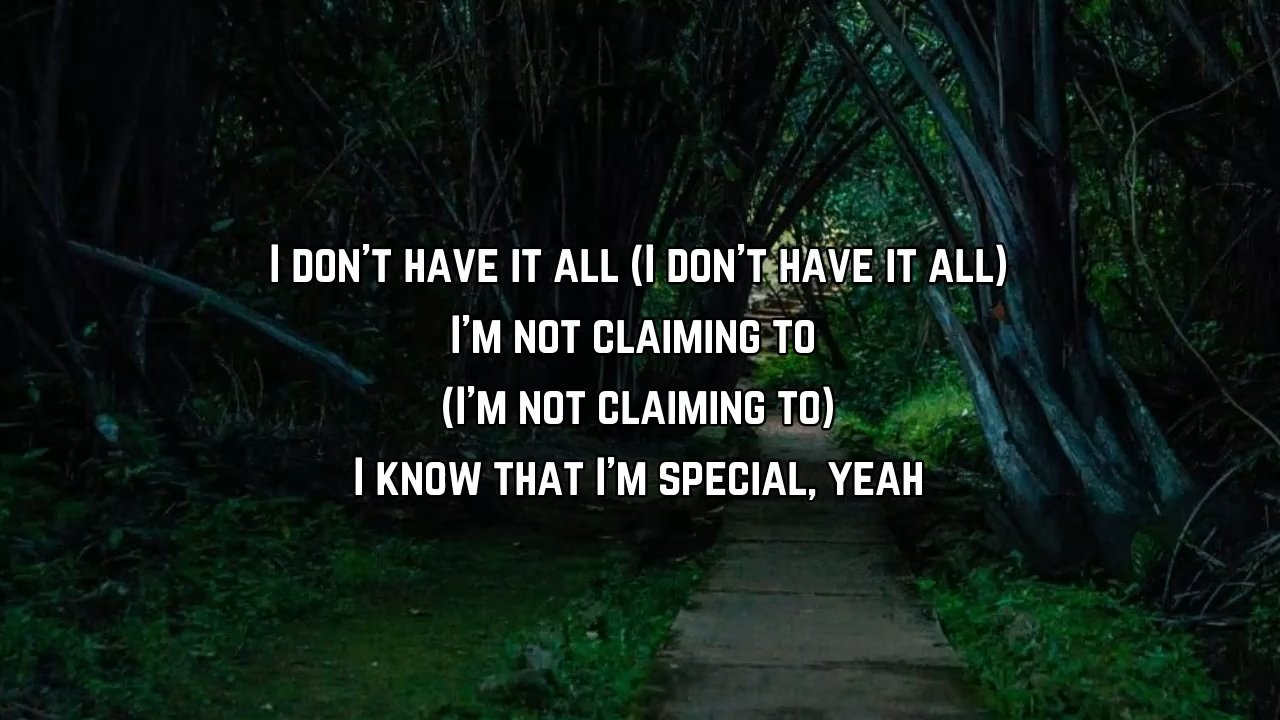 I DON'T HAVE IT ALL (I DON'T HAVE IT ALL)
I'M NOT CLAIMING TO
(I'M NOT CLAIMING TO)
I KNOW THAT I'M SPECIAL, YEAH